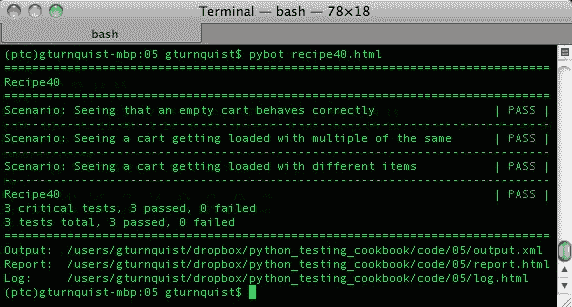 Terminal — bash — 78×18
bash
(ptc)gturnquist-mbp:05 gturnquist$ pybot recipe40.html
==============================================================================
Recipe40
==============================================================================
Scenario: Seeing that an empty cart behaves correctly | PASS |
------------------------------------------------------------------------------
Scenario: Seeing a cart getting loaded with multiple of the same | PASS |
------------------------------------------------------------------------------
Scenario: Seeing a cart getting loaded with different items | PASS |
------------------------------------------------------------------------------
Recipe40 | PASS |
3 critical tests, 3 passed, 0 failed
3 tests total, 3 passed, 0 failed
==============================================================================
Output: /users/gturnquist/dropbox/python_testing_cookbook/code/05/output.xml
Report: /users/gturnquist/dropbox/python_testing_cookbook/code/05/report.html
Log: /users/gturnquist/dropbox/python_testing_cookbook/code/05/log.html
(ptc)gturnquist-mbp:05 gturnquist$